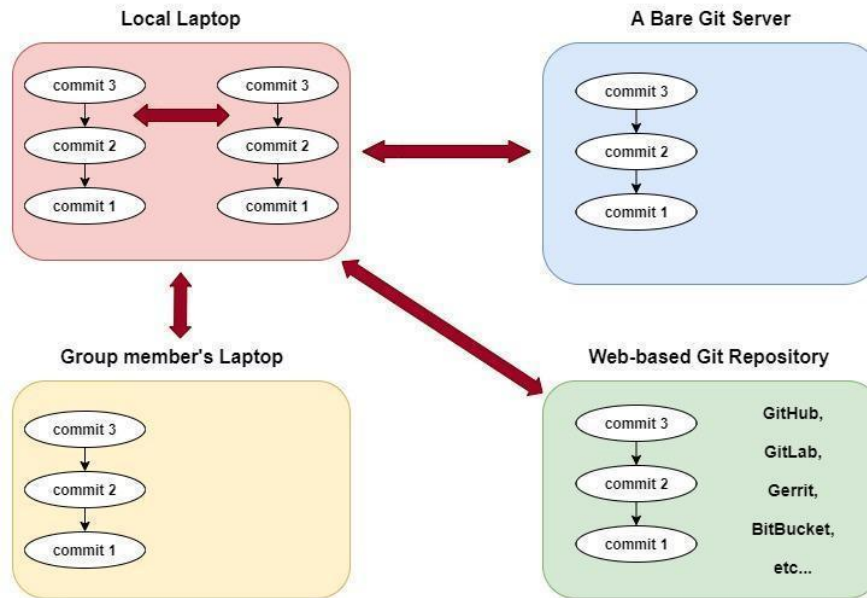 Local Laptop
commit 3
commit 2
commit 1
commit 3
commit 2
commit 1
A Bare Git Server
commit 3
commit 2
commit 1
Group member's Laptop
commit 3
commit 2
commit 1
Web-based Git Repository
commit 3
commit 2
commit 1
GitHub,
GitLab,
Gerrit,
BitBucket,
etc...